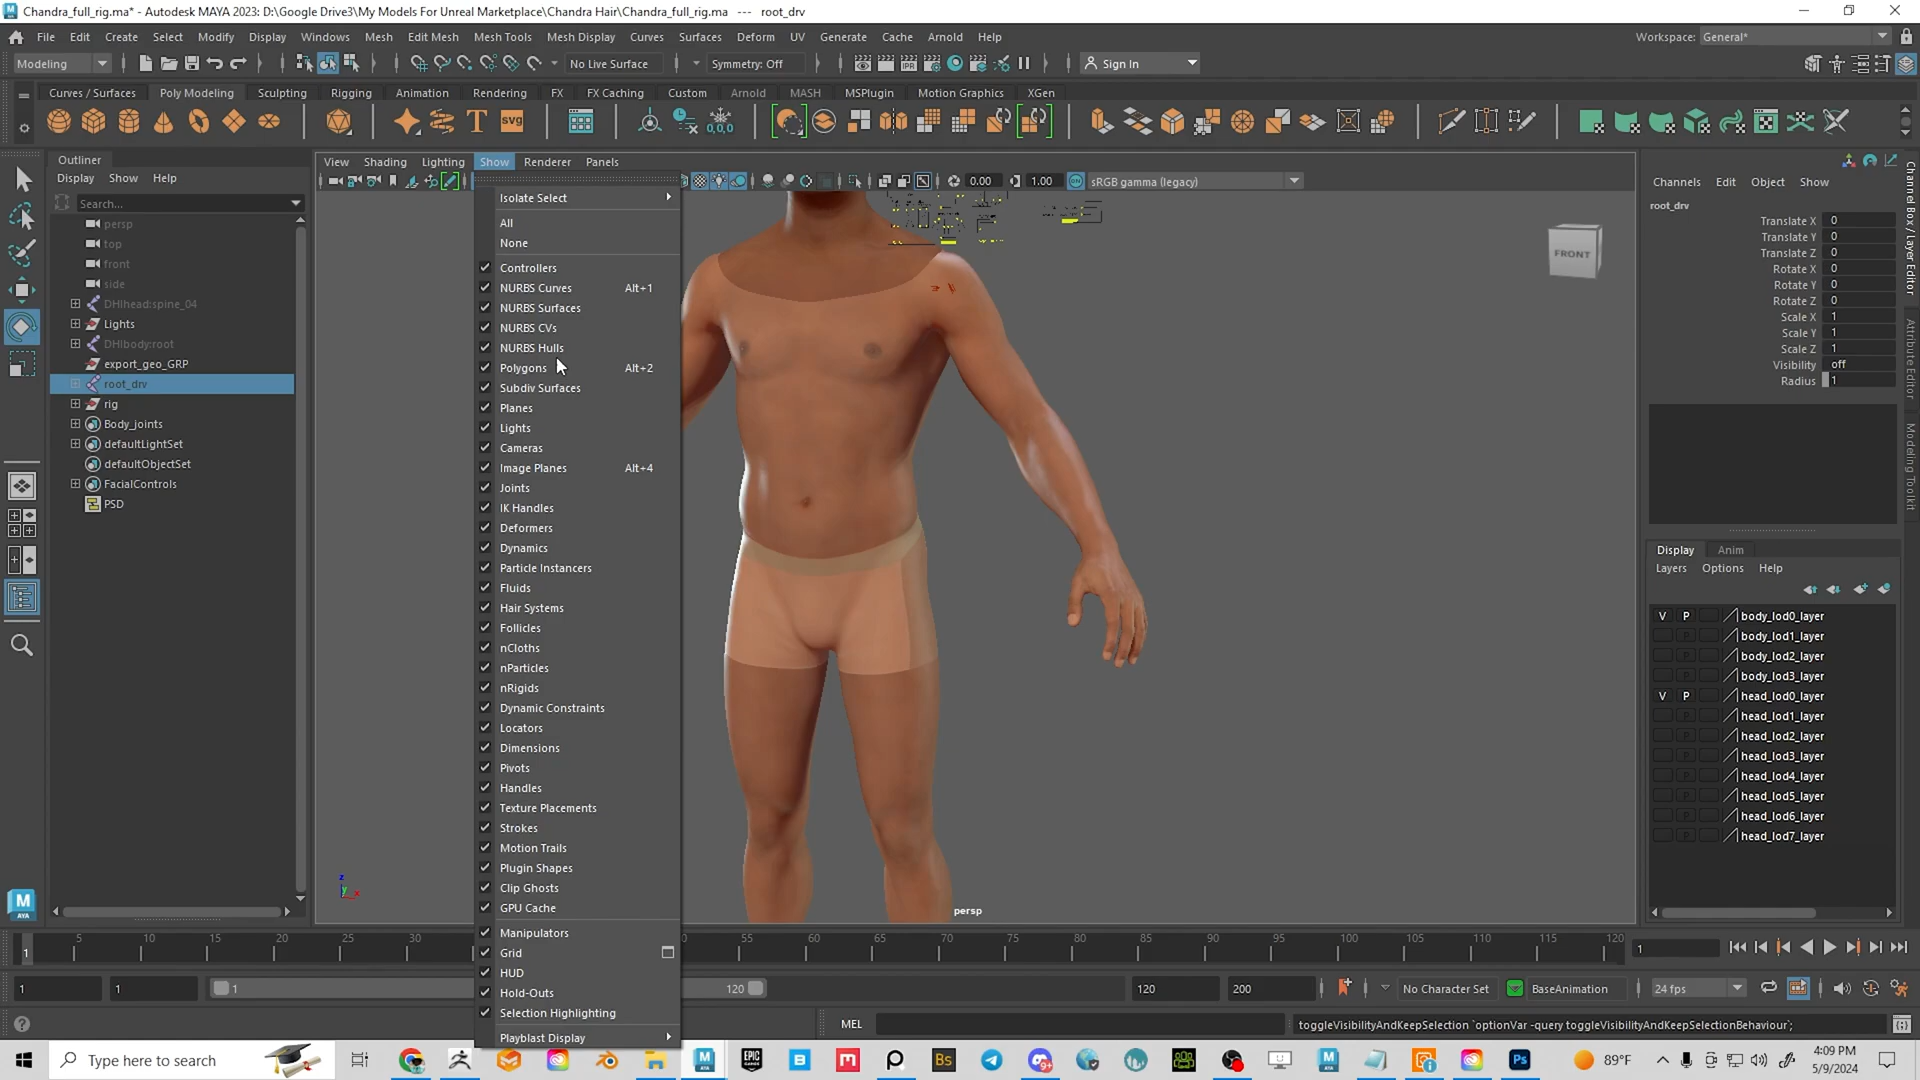 Chandra_full_rig.ma* - Autodesk MAYA 2023: D:\Google Drive3\My Models For Unreal Marketplace\Chandra Hair\Chandra_full_rig.ma --- root_drv
File Edit Create Select Modify Display Windows Mesh Edit Mesh Mesh Tools Mesh Display Curves Surfaces Deform UV Generate Cache Arnold Help
Workspace: General*
Modeling
No Live Surface
Symmetry: Off
Sign In
Curves / Surfaces Poly Modeling Sculpting Rigging Animation Rendering FX FX Caching Custom Arnold MASH MSPlugin Motion Graphics XGen
Outliner
Display Show Help
Search...
persp
top
front
side
DHIhead:spine_04
Lights
DHIbody:root
export_geo_GRP
root_drv
rig
Body_joints
defaultLightSet
defaultObjectSet
FacialControls
PSD
View Shading Lighting Show Renderer Panels
0.00 1.00 sRGB gamma (legacy)
Isolate Select
All
None
Controllers
NURBS Curves Alt+1
NURBS Surfaces
NURBS CVs
NURBS Hulls
Polygons Alt+2
Subdiv Surfaces
Planes
Lights
Cameras
Image Planes Alt+4
Joints
IK Handles
Deformers
Dynamics
Particle Instancers
Fluids
Hair Systems
Follicles
nCloths
nParticles
nRigids
Dynamic Constraints
Locators
Dimensions
Pivots
Handles
Texture Placements
Strokes
Motion Trails
Plugin Shapes
Clip Ghosts
GPU Cache
Manipulators
Grid
HUD
Hold-Outs
Selection Highlighting
Playblast Display
FRONT
persp
Channels Edit Object Show
root_drv
Translate X 0
Translate Y 0
Translate Z 0
Rotate X 0
Rotate Y 0
Rotate Z 0
Scale X 1
Scale Y 1
Scale Z 1
Visibility off
Radius 1
Channel Box / Layer Editor
Attribute Editor
Modeling Toolkit
Display Anim
Layers Options Help
V P body_lod0_layer
P body_lod1_layer
P body_lod2_layer
P body_lod3_layer
V P head_lod0_layer
P head_lod1_layer
P head_lod2_layer
P head_lod3_layer
P head_lod4_layer
P head_lod5_layer
P head_lod6_layer
P head_lod7_layer
1 5 10 15 20 25 30 35 40 55 60 65 70 75 80 85 90 95 100 105 110 115 120 1
1 1 1 120 120 200 No Character Set BaseAnimation 24 fps
MEL
toggleVisibilityAndKeepSelection `optionVar -query toggleVisibilityAndKeepSelectionBehaviour`;
Type here to search
89°F
4:09 PM
5/9/2024